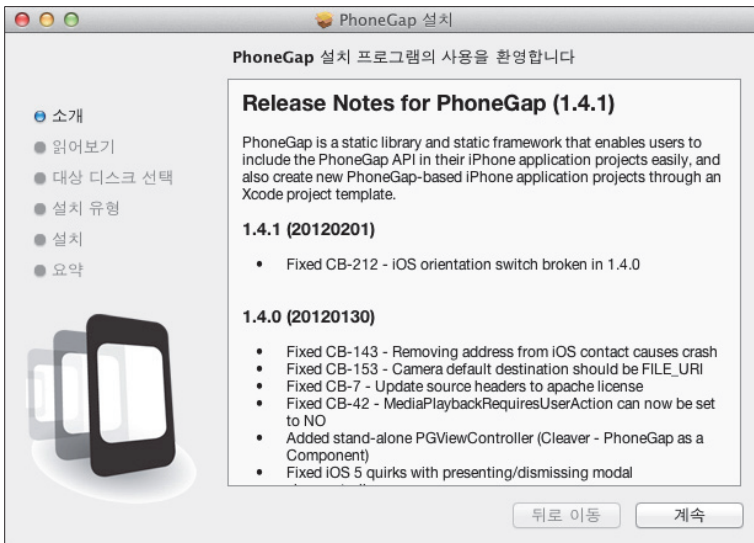 PhoneGap 설치
PhoneGap 설치 프로그램의 사용을 환영합니다
소개
읽어보기
대상 디스크 선택
설치 유형
설치
요약
Release Notes for PhoneGap (1.4.1)
PhoneGap is a static library and static framework that enables users to
include the PhoneGap API in their iPhone application projects easily, and
also create new PhoneGap-based iPhone application projects through an
Xcode project template.
1.4.1 (20120201)
• Fixed CB-212 - iOS orientation switch broken in 1.4.0
1.4.0 (20120130)
• Fixed CB-143 - Removing address from iOS contact causes crash
• Fixed CB-153 - Camera default destination should be FILE_URI
• Fixed CB-7 - Update source headers to apache license
• Fixed CB-42 - MediaPlaybackRequiresUserAction can now be set
to NO
• Added stand-alone PGViewController (Cleaver - PhoneGap as a
Component)
• Fixed iOS 5 quirks with presenting/dismissing modal
뒤로 이동
계속